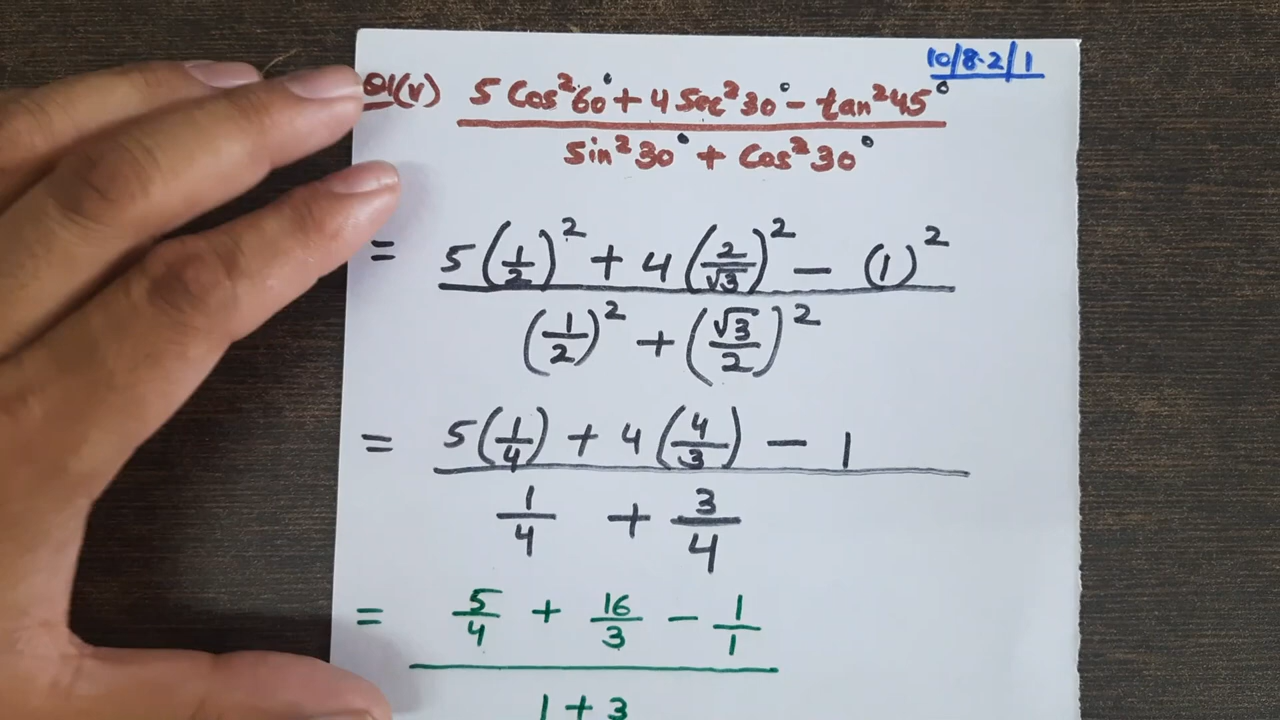 10/8.2/1
Q1(v) 5 Cos²60° + 4 Sec²30° - tan²45°
Sin²30° + Cos²30°
= 5(1/2)² + 4(2/√3)² - (1)²
(1/2)² + (√3/2)²
= 5(1/4) + 4(4/3) - 1
1/4 + 3/4
= 5/4 + 16/3 - 1/1
1 + 3